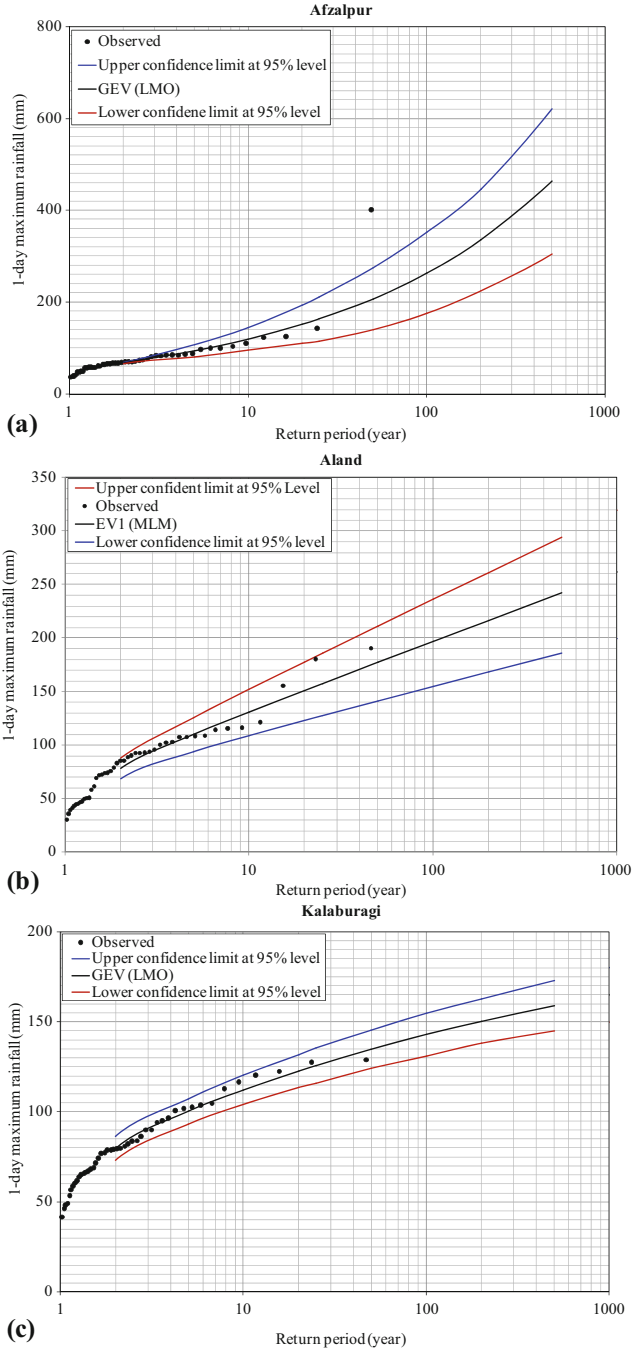 Afzalpur
800
600
400
200
0
1-day maximum rainfall (mm)
Observed
Upper confidence limit at 95% level
GEV (LMO)
Lower confidene limit at 95% level
1 10 100 1000
Return period (year)
(a)
Aland
350
300
250
200
150
100
50
0
1-day maximum rainfall (mm)
Upper confident limit at 95% Level
Observed
EV1 (MLM)
Lower confidence limit at 95% level
1 10 100 1000
Return period (year)
(b)
Kalaburagi
200
150
100
50
0
1-day maximum rainfall (mm)
Observed
Upper confidence limit at 95% level
GEV (LMO)
Lower confidence limit at 95% level
1 10 100 1000
Return period (year)
(c)